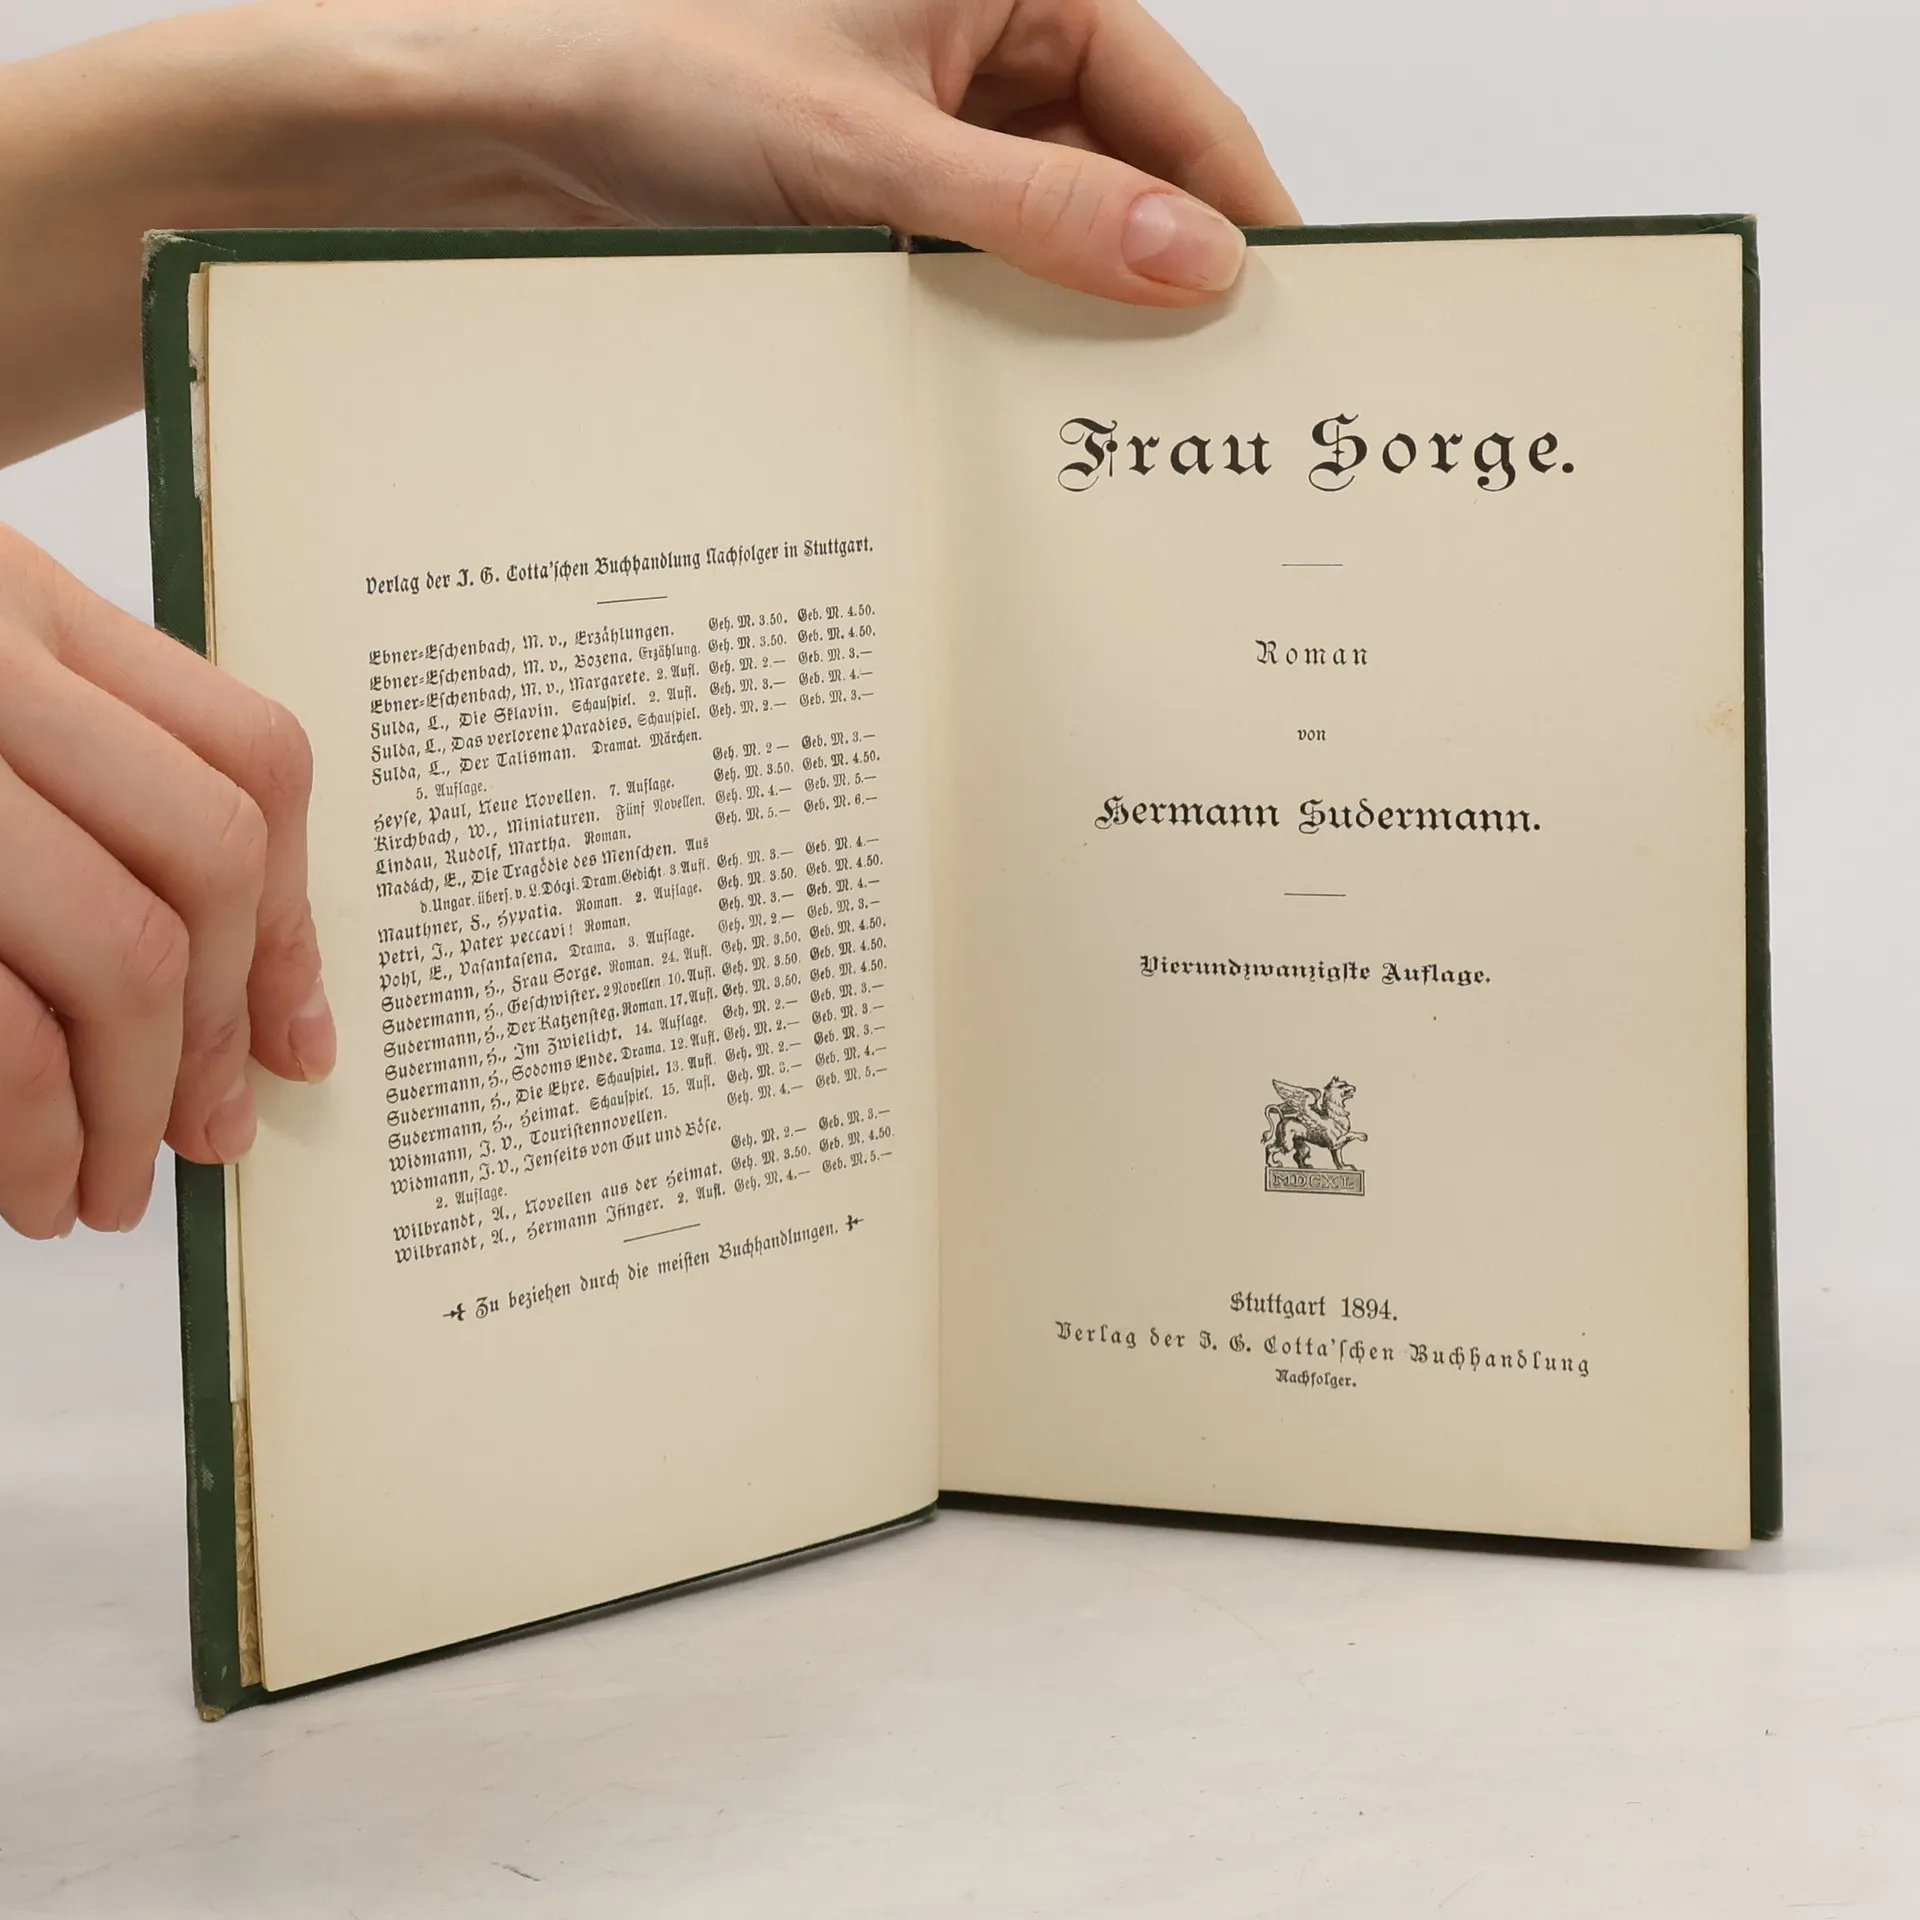 Verlag der J. G. Cotta'ſchen Buchhandlung Nachfolger in Stuttgart.
Ebner-Eſchenbach, M. v., Erzählungen. Geh. M. 3.50. Geb. M. 4.50.
Ebner-Eſchenbach, M. v., Bozena. Erzählung. Geh. M. 3.50. Geb. M. 4.50.
Ebner-Eſchenbach, M. v., Margarete. 2. Aufl. Geh. M. 2.— Geb. M. 3.—
Fulda, L., Die Sklavin. Schauſpiel. 2. Aufl. Geh. M. 3.— Geb. M. 4.—
Fulda, L., Das verlorene Paradies. Schauſpiel. Geh. M. 2.— Geb. M. 3.—
Fulda, L., Der Talisman. Dramat. Märchen.
5. Auflage. Geh. M. 2 — Geb. M. 3.—
Heyſe, Paul, Neue Novellen. 7. Auflage. Geh. M. 3.50. Geb. M. 4.50.
Kirchbach, W., Miniaturen. Fünf Novellen. Geh. M. 4.— Geb. M. 5.—
Lindau, Rudolf, Martha. Roman. Geh. M. 5.— Geb. M. 6.—
Madách, E., Die Tragödie des Menſchen. Aus
d. Ungar. überſ. v. L. Dóczi. Dram. Gedicht. 3. Aufl. Geh. M. 3.— Geb. M. 4.—
Mauthner, F., Hypatia. Roman. 2. Auflage. Geh. M. 3.50. Geb. M. 4.50.
Petri, J., Pater peccavi! Roman. Geh. M. 3.— Geb. M. 4.—
Pohl, E., Vaſantaſena. Drama. 3. Auflage. Geh. M. 2.— Geb. M. 3.—
Sudermann, H., Frau Sorge. Roman. 24. Aufl. Geh. M. 3.50. Geb. M. 4.50.
Sudermann, H., Geſchwiſter. 2 Novellen. 10. Aufl. Geh. M. 3.50. Geb. M. 4.50.
Sudermann, H., Der Katzenſteg. Roman. 17. Aufl. Geh. M. 3.50. Geb. M. 4.50.
Sudermann, H., Im Zwielicht. 14. Auflage. Geh. M. 2.— Geb. M. 3.—
Sudermann, H., Sodoms Ende. Drama. 12. Aufl. Geh. M. 2.— Geb. M. 3.—
Sudermann, H., Die Ehre. Schauſpiel. 13. Aufl. Geh. M. 2.— Geb. M. 3.—
Sudermann, H., Heimat. Schauſpiel. 15. Aufl. Geh. M. 3.— Geb. M. 4.—
Widmann, J. V., Touriſtennovellen. Geh. M. 4.— Geb. M. 5.—
Widmann, J. V., Jenſeits von Gut und Böſe.
2. Auflage. Geh. M. 2.— Geb. M. 3.—
Wilbrandt, A., Novellen aus der Heimat. Geh. M. 3.50. Geb. M. 4.50.
Wilbrandt, A., Hermann Ifinger. 2. Aufl. Geh. M. 4.— Geb. M. 5.—
Zu beziehen durch die meiſten Buchhandlungen.
Frau Sorge.
Roman
von
Hermann Sudermann.
Vierundzwanzigſte Auflage.
MDCXL
Stuttgart 1894.
Verlag der J. G. Cotta'ſchen Buchhandlung
Nachfolger.